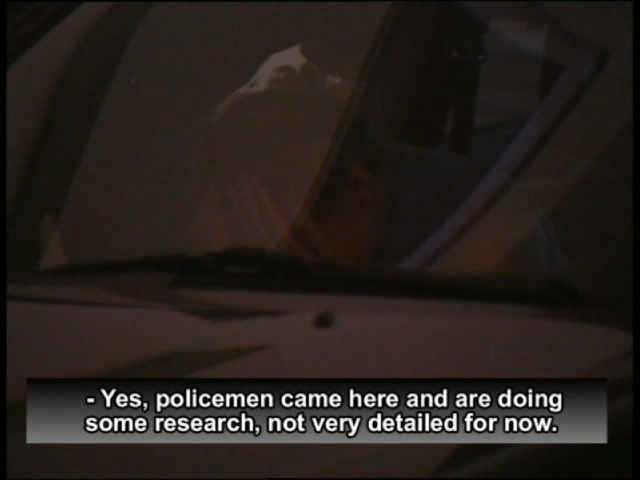 - Yes, policemen came here and are doing
some research, not very detailed for now.